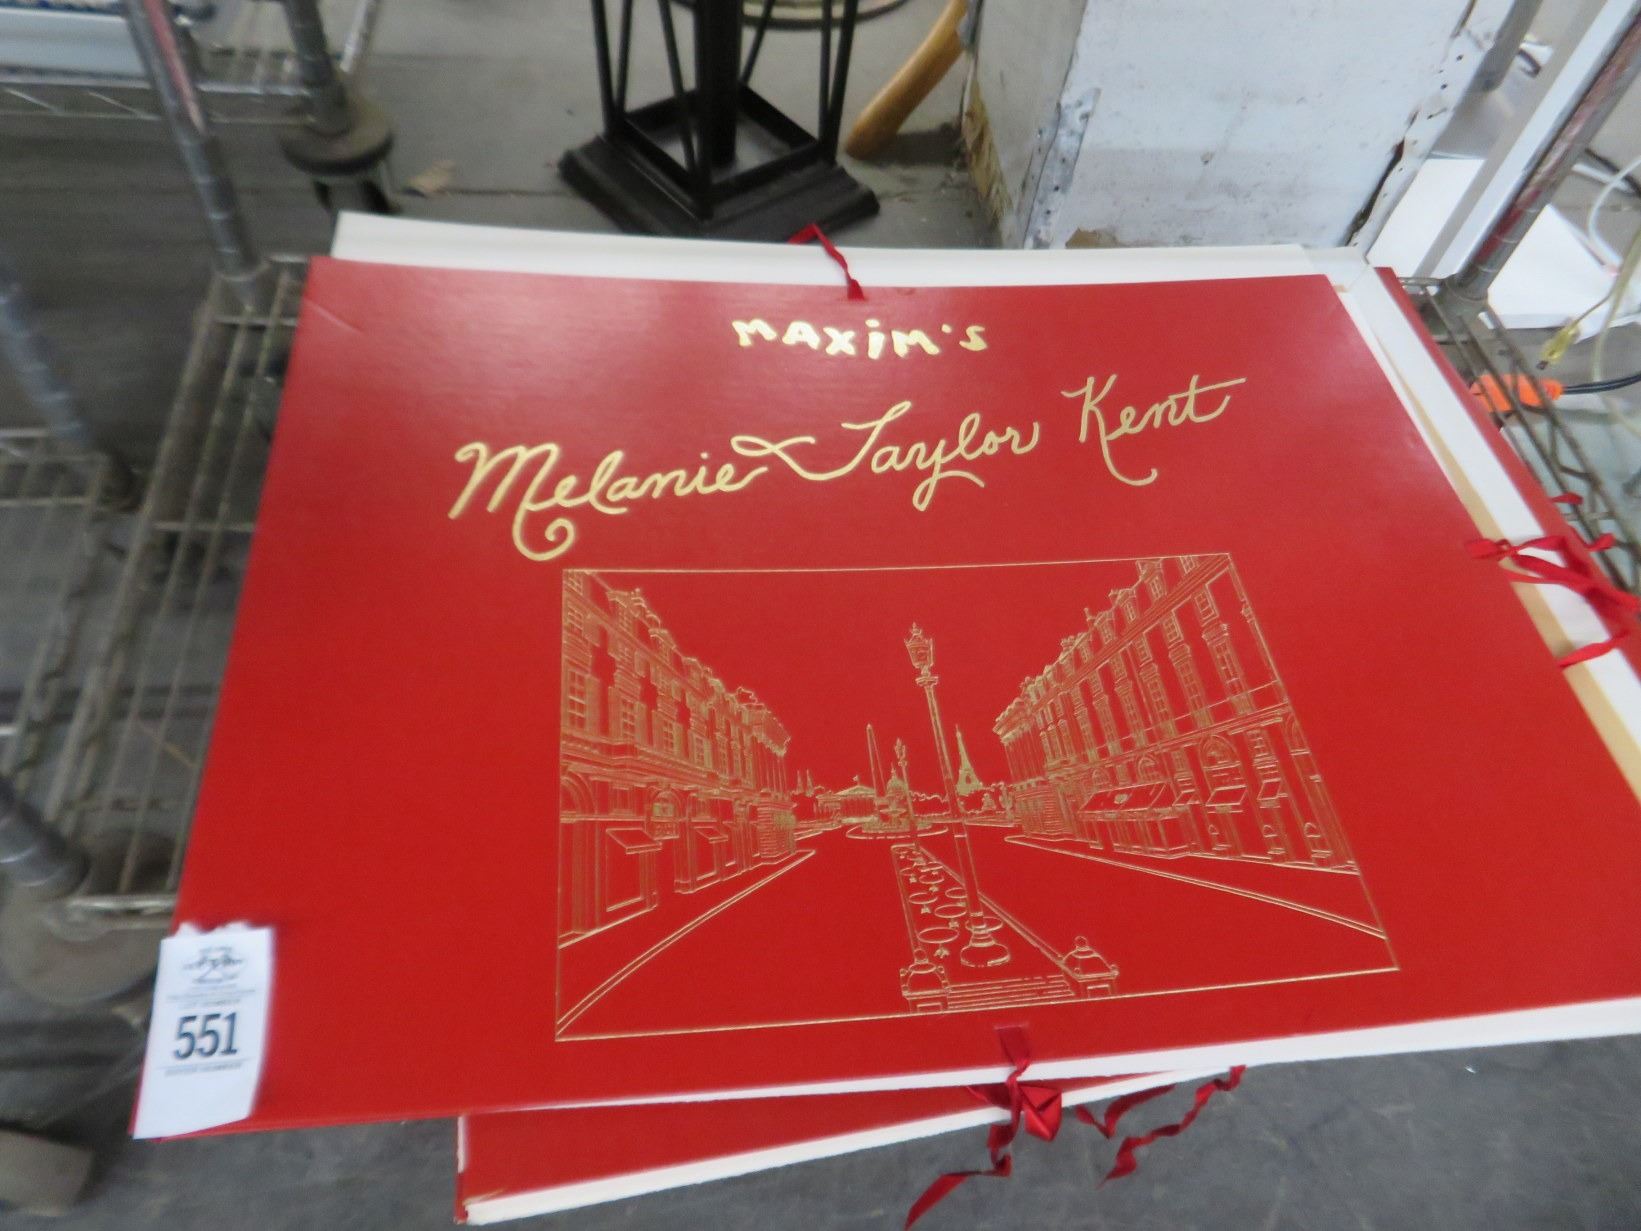 MAXiM'S
Melanie Taylor Kent
551